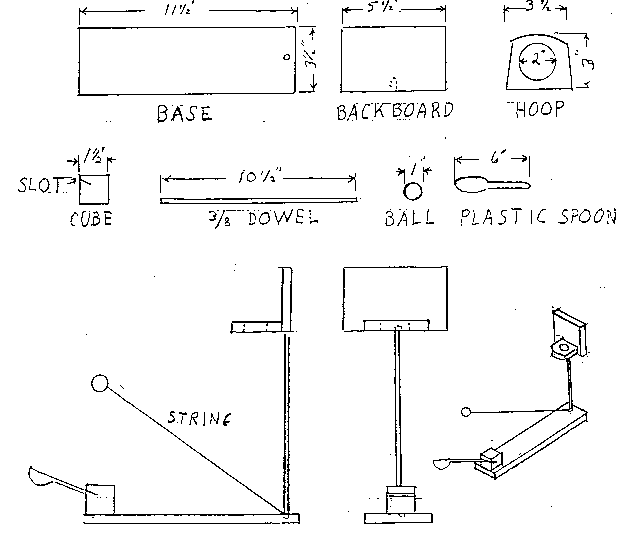 11½" 5½" 3½"
3½" 2" 3"
BASE BACKBOARD HOOP
1½" 10½" 1" 6"
SLOT
CUBE 3/8 DOWEL BALL PLASTIC SPOON
STRING